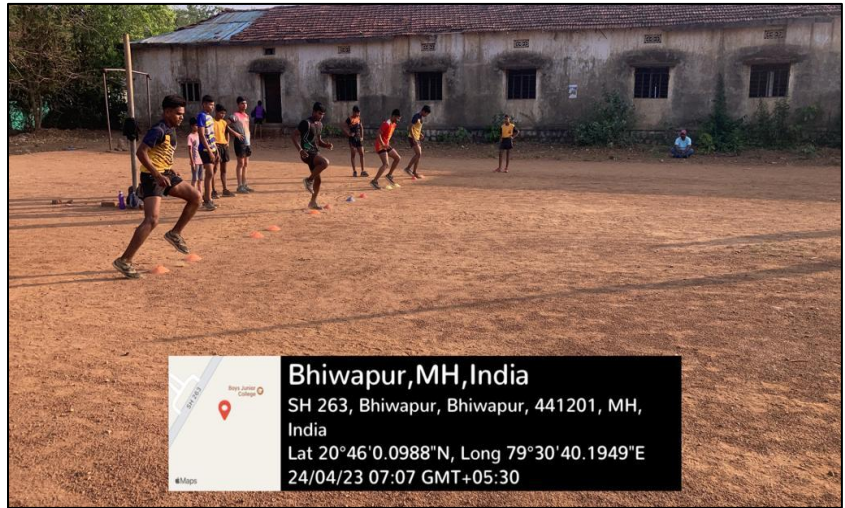 SH 263
Boys Junior
College
Maps
Bhiwapur,MH,India
SH 263, Bhiwapur, Bhiwapur, 441201, MH,
India
Lat 20°46'0.0988"N, Long 79°30'40.1949"E
24/04/23 07:07 GMT+05:30